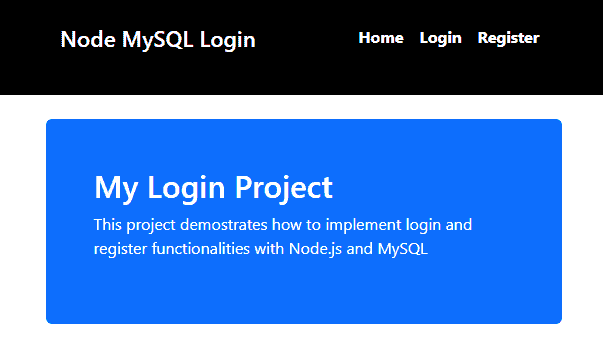 Node MySQL Login
Home Login Register
My Login Project
This project demostrates how to implement login and
register functionalities with Node.js and MySQL